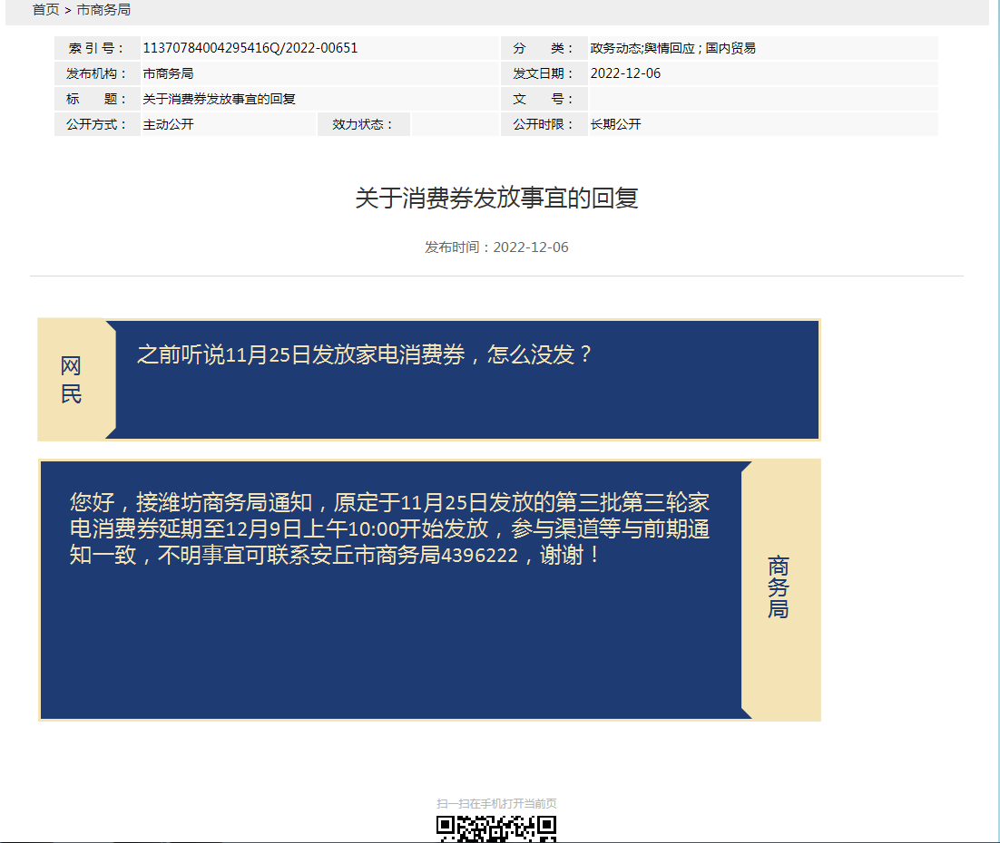 首页 > 市商务局
索 引 号： 11370784004295416Q/2022-00651 分 类： 政务动态;舆情回应 ; 国内贸易
发布机构： 市商务局 发文日期： 2022-12-06
标 题： 关于消费券发放事宜的回复 文 号：
公开方式： 主动公开 效力状态： 公开时限： 长期公开
关于消费券发放事宜的回复
发布时间：2022-12-06
网民
之前听说11月25日发放家电消费券，怎么没发？
您好，接潍坊商务局通知，原定于11月25日发放的第三批第三轮家
电消费券延期至12月9日上午10:00开始发放，参与渠道等与前期通
知一致，不明事宜可联系安丘市商务局4396222，谢谢！
商务局
扫一扫在手机打开当前页